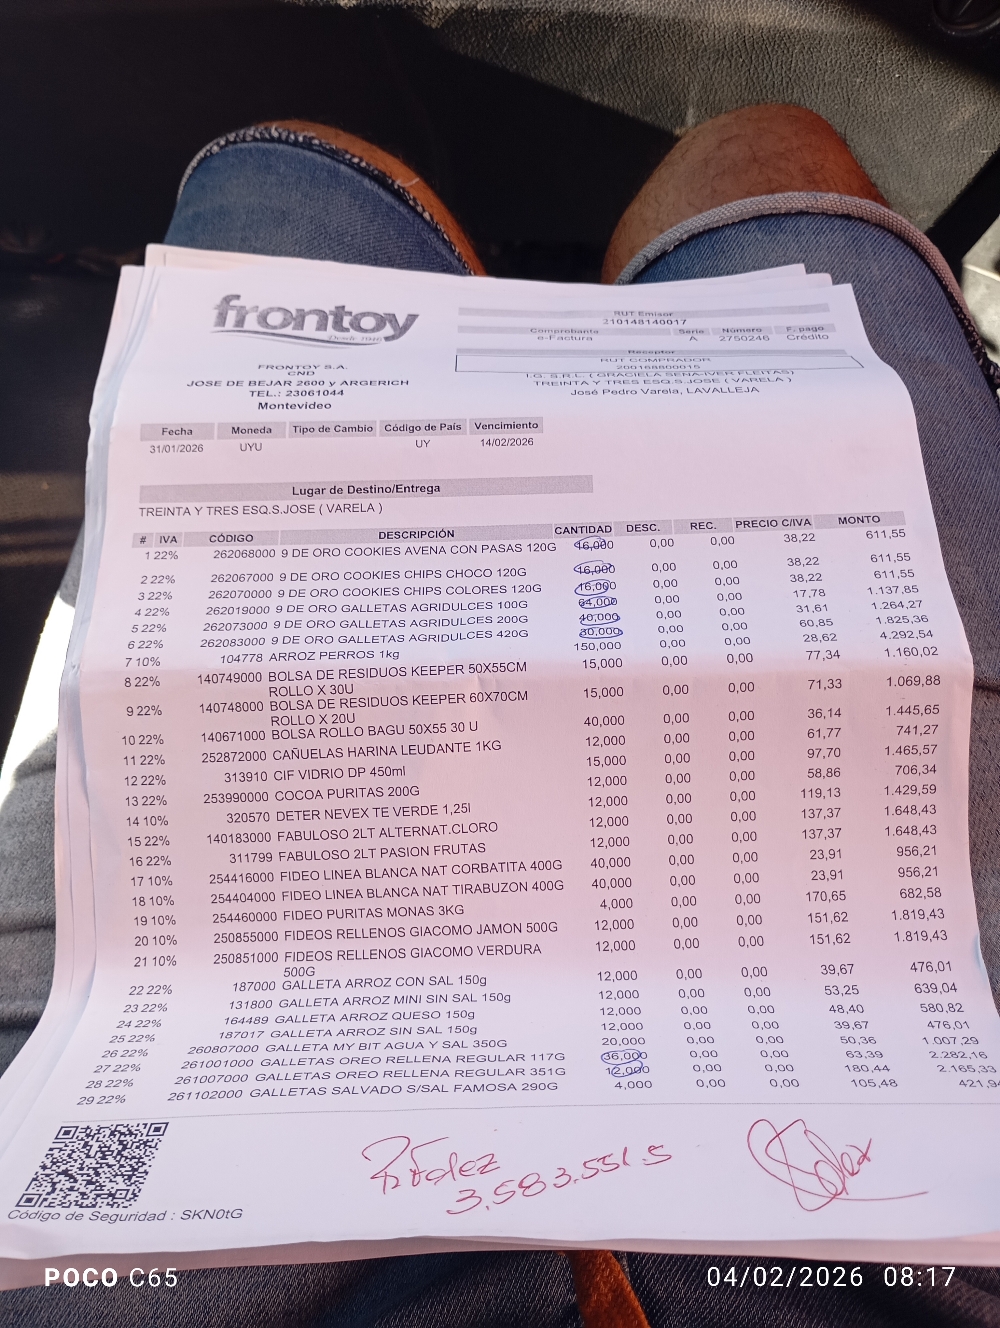 frontoy
Desde 1946
FRONTOY S.A.
CND
JOSE DE BEJAR 2600 y ARGERICH
TEL.: 23061044
Montevideo
RUT Emisor
210148140017
Comprobante Serie Número F. pago
e-Factura A 2750246 Crédito
Receptor
RUT COMPRADOR
200168800015
I.G. S.R.L. ( GRACIELA SENA-IVER FLEITAS)
TREINTA Y TRES ESQ.S.JOSE ( VARELA )
José Pedro Varela, LAVALLEJA
Fecha Moneda Tipo de Cambio Código de País Vencimiento
31/01/2026 UYU UY 14/02/2026
Lugar de Destino/Entrega
TREINTA Y TRES ESQ.S.JOSE ( VARELA )
# IVA CÓDIGO DESCRIPCIÓN CANTIDAD DESC. REC. PRECIO C/IVA MONTO
1 22% 262068000 9 DE ORO COOKIES AVENA CON PASAS 120G 16,000 0,00 0,00 38,22 611,55
2 22% 262067000 9 DE ORO COOKIES CHIPS CHOCO 120G 16,000 0,00 0,00 38,22 611,55
3 22% 262070000 9 DE ORO COOKIES CHIPS COLORES 120G 16,000 0,00 0,00 38,22 611,55
4 22% 262019000 9 DE ORO GALLETAS AGRIDULCES 100G 64,000 0,00 0,00 17,78 1.137,85
5 22% 262073000 9 DE ORO GALLETAS AGRIDULCES 200G 40,000 0,00 0,00 31,61 1.264,27
6 22% 262083000 9 DE ORO GALLETAS AGRIDULCES 420G 30,000 0,00 0,00 60,85 1.825,36
7 10% 104778 ARROZ PERROS 1kg 150,000 0,00 0,00 28,62 4.292,54
8 22% 140749000 BOLSA DE RESIDUOS KEEPER 50X55CM 15,000 0,00 0,00 77,34 1.160,02
ROLLO X 30U
9 22% 140748000 BOLSA DE RESIDUOS KEEPER 60X70CM 15,000 0,00 0,00 71,33 1.069,88
ROLLO X 20U
10 22% 140671000 BOLSA ROLLO BAGU 50X55 30 U 40,000 0,00 0,00 36,14 1.445,65
11 22% 252872000 CAÑUELAS HARINA LEUDANTE 1KG 12,000 0,00 0,00 61,77 741,27
12 22% 313910 CIF VIDRIO DP 450ml 15,000 0,00 0,00 97,70 1.465,57
13 22% 253990000 COCOA PURITAS 200G 12,000 0,00 0,00 58,86 706,34
14 10% 320570 DETER NEVEX TE VERDE 1,25l 12,000 0,00 0,00 119,13 1.429,59
15 22% 140183000 FABULOSO 2LT ALTERNAT.CLORO 12,000 0,00 0,00 137,37 1.648,43
16 22% 311799 FABULOSO 2LT PASION FRUTAS 12,000 0,00 0,00 137,37 1.648,43
17 10% 254416000 FIDEO LINEA BLANCA NAT CORBATITA 400G 40,000 0,00 0,00 23,91 956,21
18 10% 254404000 FIDEO LINEA BLANCA NAT TIRABUZON 400G 40,000 0,00 0,00 23,91 956,21
19 10% 254460000 FIDEO PURITAS MONAS 3KG 4,000 0,00 0,00 170,65 682,58
20 10% 250855000 FIDEOS RELLENOS GIACOMO JAMON 500G 12,000 0,00 0,00 151,62 1.819,43
21 10% 250851000 FIDEOS RELLENOS GIACOMO VERDURA 12,000 0,00 0,00 151,62 1.819,43
500G
22 22% 187000 GALLETA ARROZ CON SAL 150g 12,000 0,00 0,00 39,67 476,01
23 22% 131800 GALLETA ARROZ MINI SIN SAL 150g 12,000 0,00 0,00 53,25 639,04
24 22% 164489 GALLETA ARROZ QUESO 150g 12,000 0,00 0,00 48,40 580,82
25 22% 187017 GALLETA ARROZ SIN SAL 150g 12,000 0,00 0,00 39,67 476,01
26 22% 260807000 GALLETA MY BIT AGUA Y SAL 350G 20,000 0,00 0,00 50,36 1.007,29
27 22% 261001000 GALLETAS OREO RELLENA REGULAR 117G 36,000 0,00 0,00 63,39 2.282,16
28 22% 261007000 GALLETAS OREO RELLENA REGULAR 351G 12,000 0,00 0,00 180,44 2.165,33
29 22% 261102000 GALLETAS SALVADO S/SAL FAMOSA 290G 4,000 0,00 0,00 105,48 421,9
3.583.551.5
Código de Seguridad : SKN0tG
POCO C65
04/02/2026 08:17